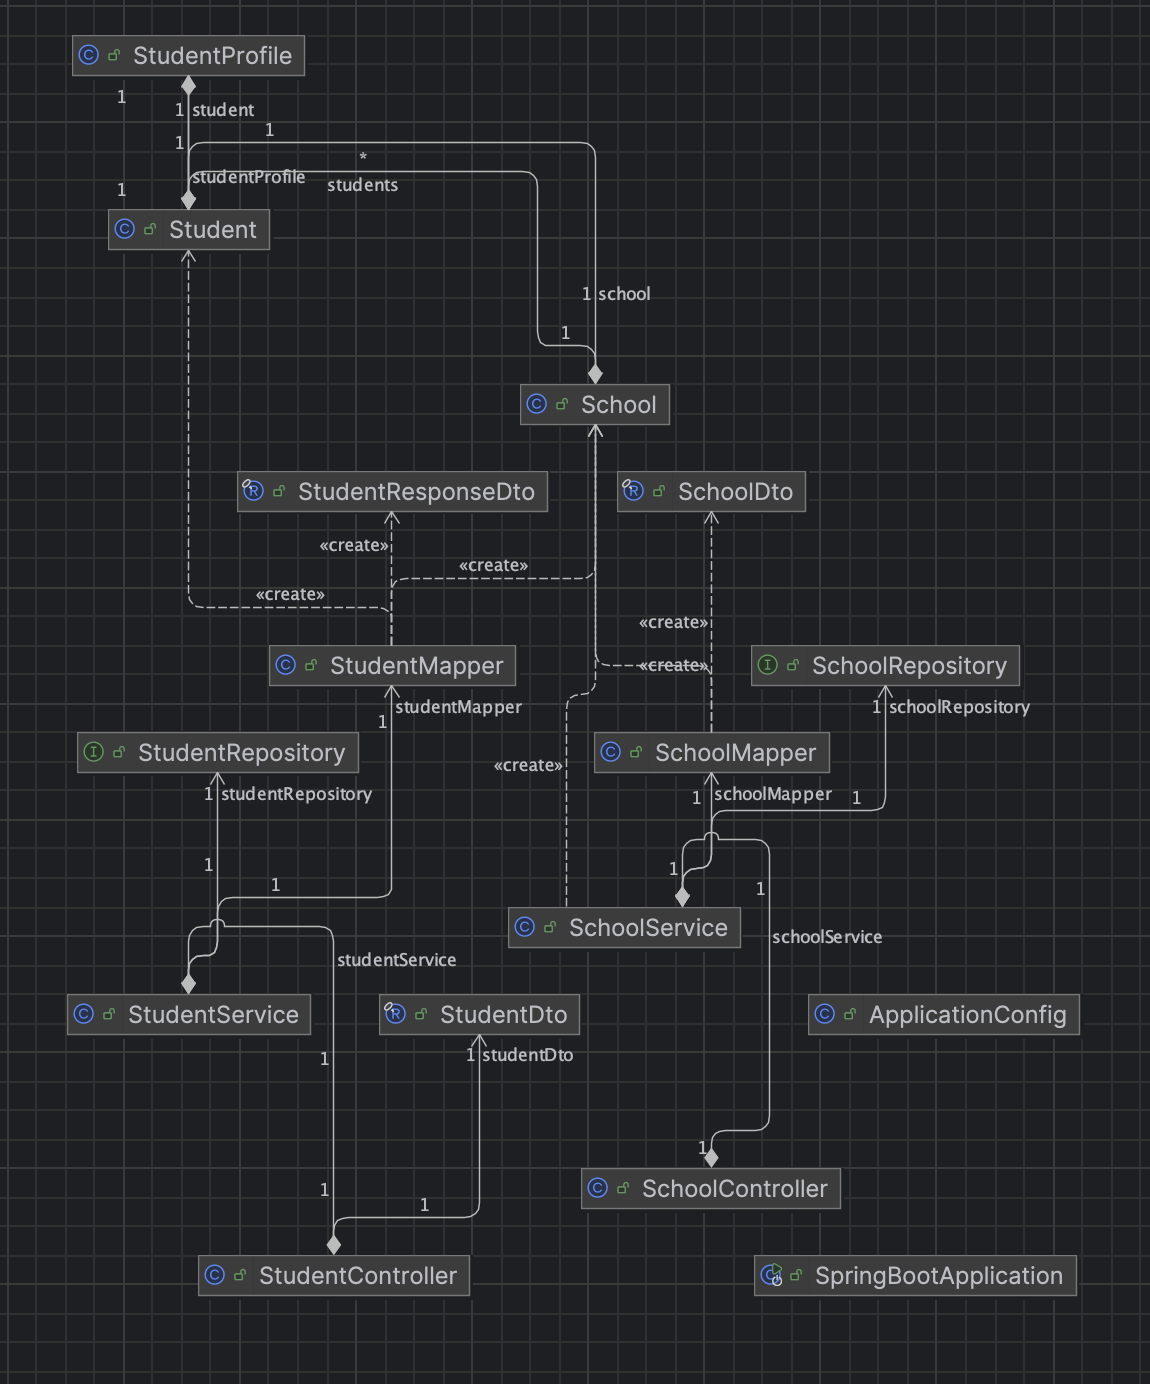 StudentProfile
1
1 student
1
1
*
studentProfile
students
1
Student
1 school
1
School
StudentResponseDto
SchoolDto
«create»
«create»
«create»
«create»
StudentMapper
«create»
SchoolRepository
studentMapper
1 schoolRepository
1
StudentRepository
SchoolMapper
«create»
1 studentRepository
1 schoolMapper
1
1
1
1
1
SchoolService
schoolService
studentService
StudentService
StudentDto
ApplicationConfig
1 studentDto
1
1
SchoolController
1
1
StudentController
SpringBootApplication